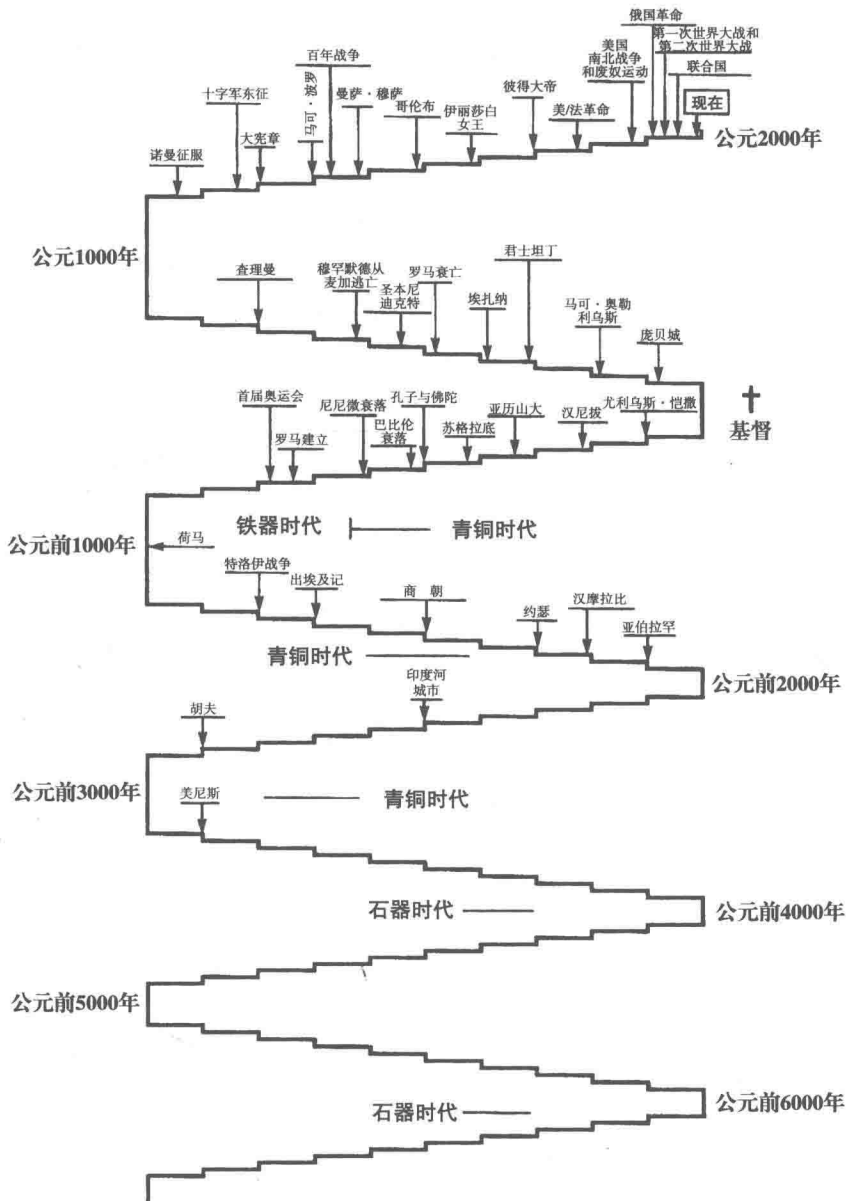 俄国革命
第一次世界大战和
第二次世界大战
美国
南北战争
和废奴运动
联合国
现在
百年战争
马可·波罗
曼萨·穆萨
彼得大帝
十字军东征
哥伦布
伊丽莎白
女王
美/法革命
大宪章
诺曼征服
公元2000年
公元1000年
君士坦丁
查理曼
穆罕默德从
麦加逃亡
罗马衰亡
圣本尼
迪克特
埃扎纳
马可·奥勒
利乌斯
庞贝城
首届奥运会
尼尼微衰落
孔子与佛陀
亚历山大
汉尼拔
尤利乌斯·恺撒
基督
罗马建立
巴比伦
衰落
苏格拉底
铁器时代
青铜时代
公元前1000年
荷马
特洛伊战争
出埃及记
商 朝
约瑟
汉摩拉比
亚伯拉罕
青铜时代
印度河
城市
公元前2000年
胡夫
公元前3000年
美尼斯
青铜时代
石器时代
公元前4000年
公元前5000年
石器时代
公元前6000年